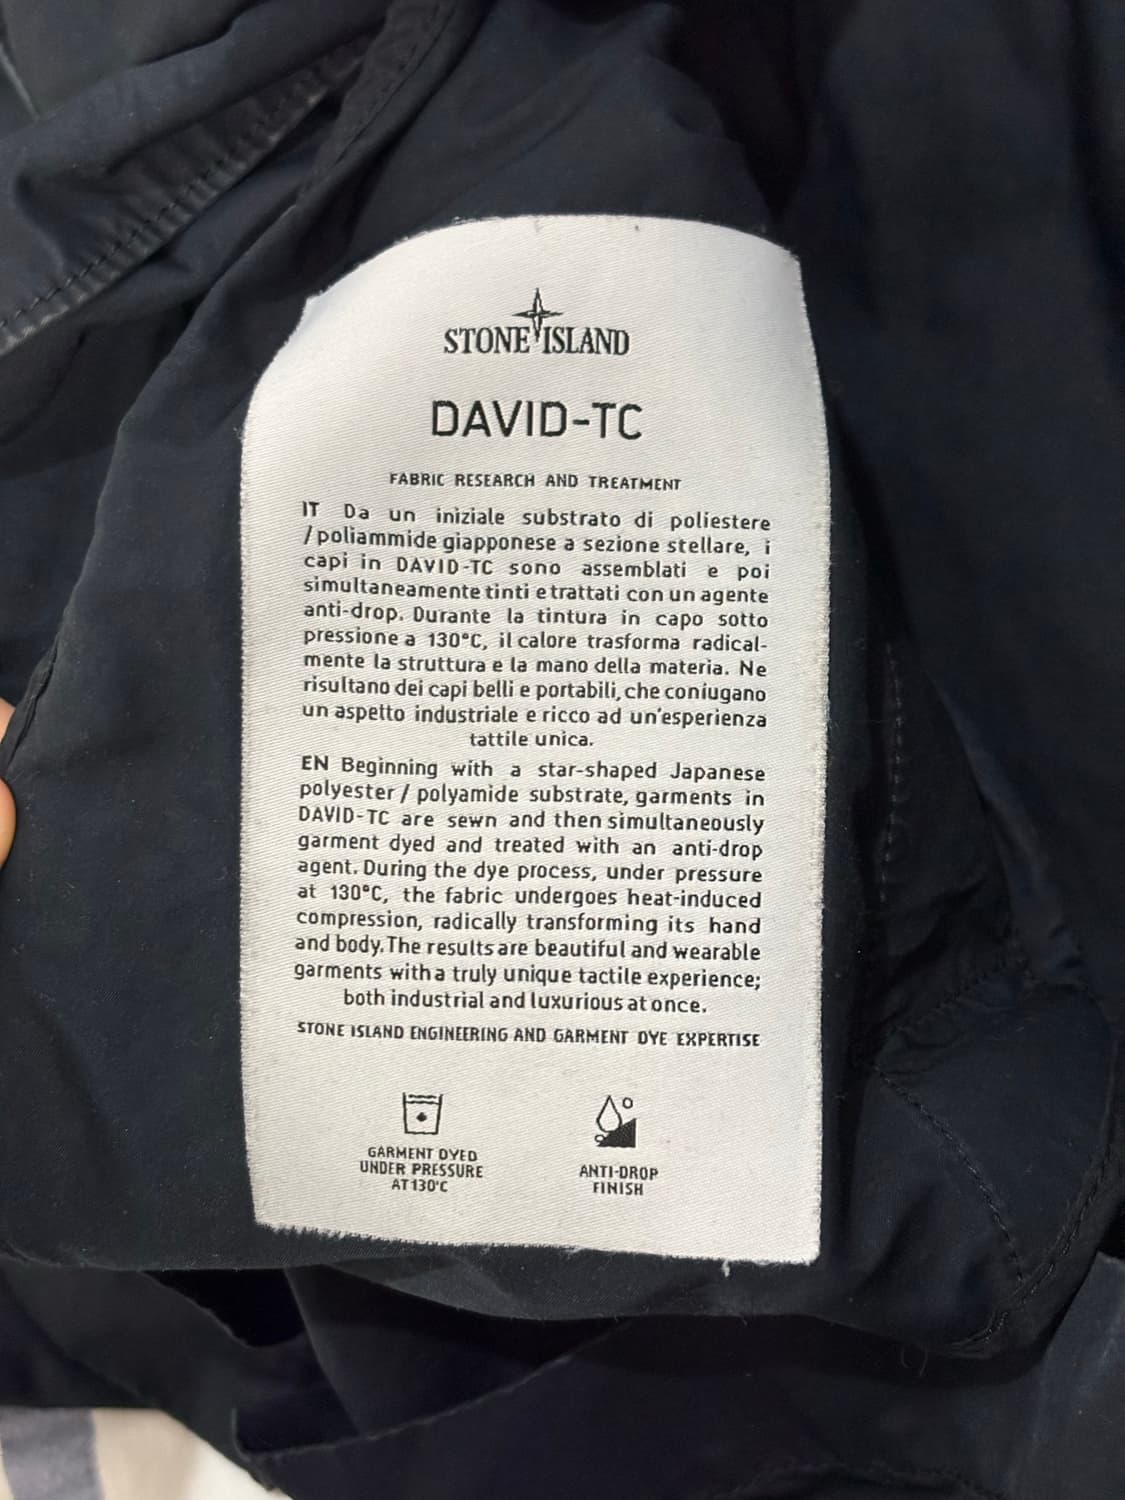 STONE ISLAND
DAVID-TC
FABRIC RESEARCH AND TREATMENT
IT Da un iniziale substrato di poliestere
/poliammide giapponese a sezione stellare, i
capi in DAVID-TC sono assemblati e poi
simultaneamente tinti e trattati con un agente
anti-drop. Durante la tintura in capo sotto
pressione a 130°C, il calore trasforma radical-
mente la struttura e la mano della materia. Ne
risultano dei capi belli e portabili, che coniugano
un aspetto industriale e ricco ad un'esperienza
tattile unica.
EN Beginning with a star-shaped Japanese
polyester / polyamide substrate, garments in
DAVID-TC are sewn and then simultaneously
garment dyed and treated with an anti-drop
agent. During the dye process, under pressure
at 130°C, the fabric undergoes heat-induced
compression, radically transforming its hand
and body. The results are beautiful and wearable
garments with a truly unique tactile experience;
both industrial and luxurious at once.
STONE ISLAND ENGINEERING AND GARMENT DYE EXPERTISE
GARMENT DYED
UNDER PRESSURE
AT 130°C
ANTI-DROP
FINISH